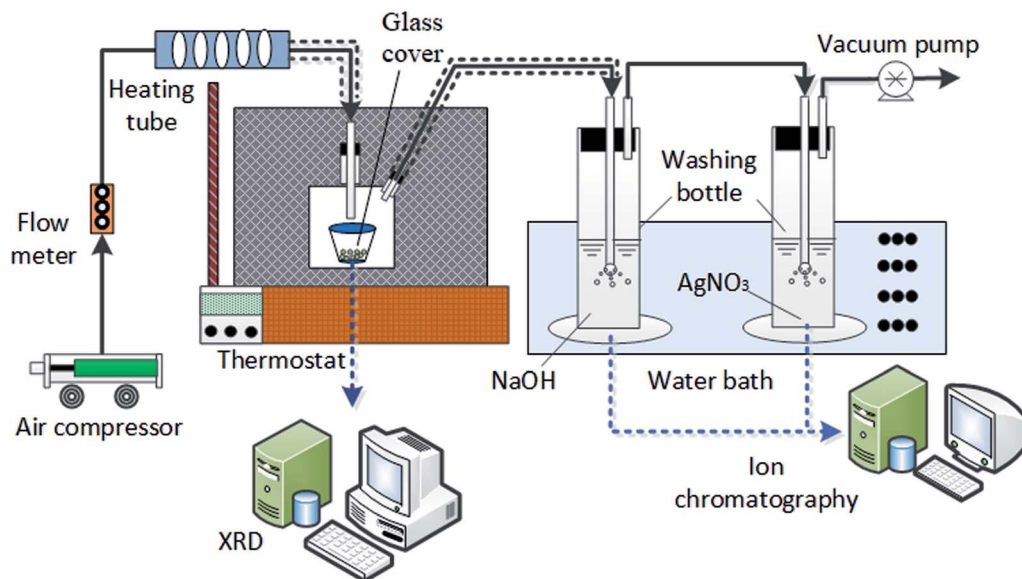 Glass
cover
Vacuum pump
Heating
tube
Washing
bottle
Flow
meter
AgNO₃
Thermostat
NaOH
Water bath
Air compressor
Ion
chromatography
XRD